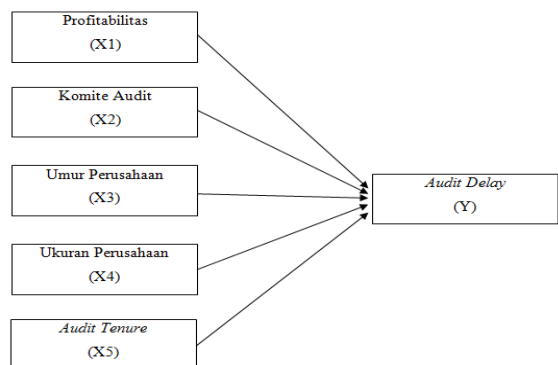 Profitabilitas
(X1)
Komite Audit
(X2)
Umur Perusahaan
(X3)
Ukuran Perusahaan
(X4)
Audit Tenure
(X5)
Audit Delay
(Y)